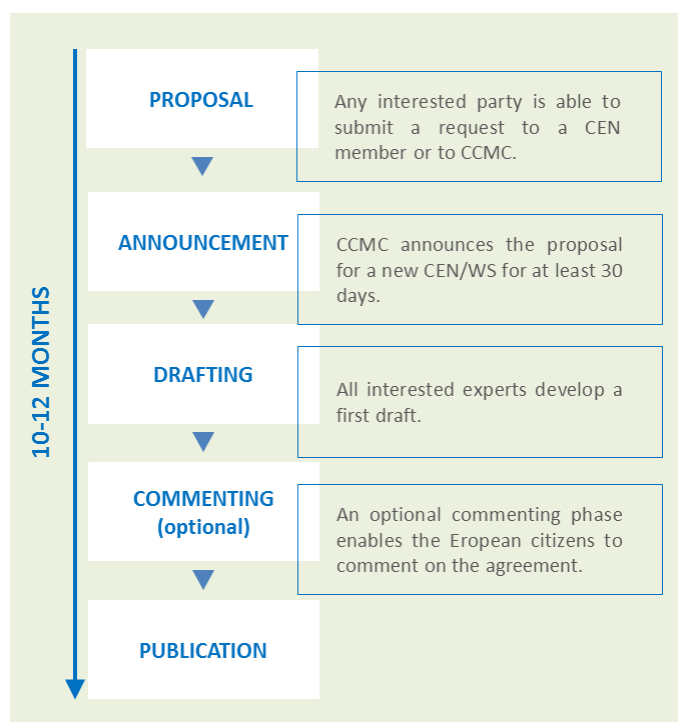 10-12 MONTHS
PROPOSAL
Any interested party is able to
submit a request to a CEN
member or to CCMC.
ANNOUNCEMENT
CCMC announces the proposal
for a new CEN/WS for at least 30
days.
DRAFTING
All interested experts develop a
first draft.
COMMENTING
(optional)
An optional commenting phase
enables the Eropean citizens to
comment on the agreement.
PUBLICATION